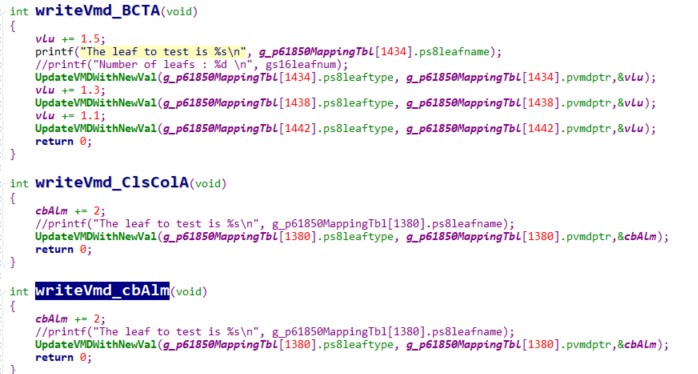 int writeVmd_BCTA(void)
{
vlu += 1.5;
printf("The leaf to test is %s\n", g_p61850MappingTbl[1434].ps8leafname);
//printf("Number of leafs : %d \n", gs16leafnum);
UpdateVMDWithNewVal(g_p61850MappingTbl[1434].ps8leaftype, g_p61850MappingTbl[1434].pvmdptr,&vlu);
vlu += 1.3;
UpdateVMDWithNewVal(g_p61850MappingTbl[1438].ps8leaftype, g_p61850MappingTbl[1438].pvmdptr,&vlu);
vlu += 1.1;
UpdateVMDWithNewVal(g_p61850MappingTbl[1442].ps8leaftype, g_p61850MappingTbl[1442].pvmdptr,&vlu);
return 0;
}
int writeVmd_ClsColA(void)
{
cbAlm += 2;
//printf("The leaf to test is %s\n", g_p61850MappingTbl[1380].ps8leafname);
UpdateVMDWithNewVal(g_p61850MappingTbl[1380].ps8leaftype, g_p61850MappingTbl[1380].pvmdptr,&cbAlm);
return 0;
}
int writeVmd_cbAlm(void)
{
cbAlm += 2;
//printf("The leaf to test is %s\n", g_p61850MappingTbl[1380].ps8leafname);
UpdateVMDWithNewVal(g_p61850MappingTbl[1380].ps8leaftype, g_p61850MappingTbl[1380].pvmdptr,&cbAlm);
return 0;
}